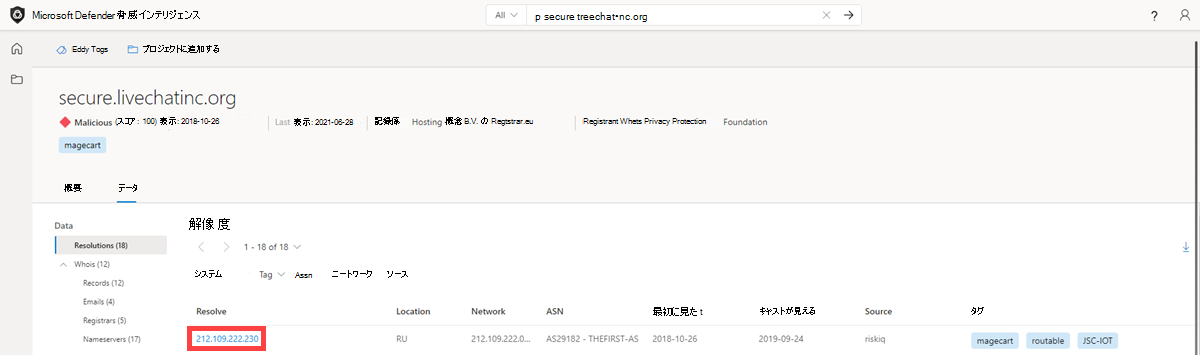 Microsoft Defender 脅威インテリジェンス All p secure treechat•nc.org ?
Eddy Togs プロジェクトに追加する
secure.livechatinc.org
Malicious (スコア: 100) 表示: 2018-10-26 Last 表示: 2021-06-28 記録係 Hosting 概念 B.V. の Regtstrar.eu Registrant Whets Privacy Protection Foundation
magecart
概要 データ
Data
解像 度
Resolutions (18)
1 - 18 of 18
Whois (12)
システム Tag Assn ニートワーク ソース
Records (12)
Emails (4)
Resolve Location Network ASN 最初に見た t キャストが見える Source タグ
Registrars (5)
Nameservers (17)
212.109.222.230 RU 212.109.222.0... AS29182 - THEFIRST-AS 2018-10-26 2019-09-24 riskiq magecart routable JSC-IOT